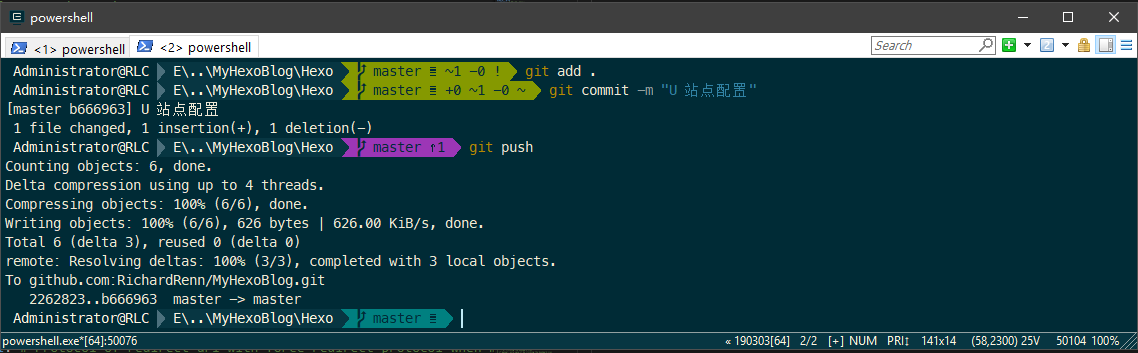 powershell
<1> powershell
<2> powershell
Search
Administrator@RLC E\..\MyHexoBlog\Hexo master ≡ ~1 -0 ! git add .
Administrator@RLC E\..\MyHexoBlog\Hexo master ≡ +0 ~1 -0 ~ git commit -m "U 站点配置"
[master b666963] U 站点配置
1 file changed, 1 insertion(+), 1 deletion(-)
Administrator@RLC E\..\MyHexoBlog\Hexo master ↑1 git push
Counting objects: 6, done.
Delta compression using up to 4 threads.
Compressing objects: 100% (6/6), done.
Writing objects: 100% (6/6), 626 bytes | 626.00 KiB/s, done.
Total 6 (delta 3), reused 0 (delta 0)
remote: Resolving deltas: 100% (3/3), completed with 3 local objects.
To github.com:RichardRenn/MyHexoBlog.git
2262823..b666963 master -> master
Administrator@RLC E\..\MyHexoBlog\Hexo master ≡
powershell.exe*[64]:50076 « 190303[64] 2/2 [+] NUM PRI↕ 141x14 (58,2300) 25V 50104 100%